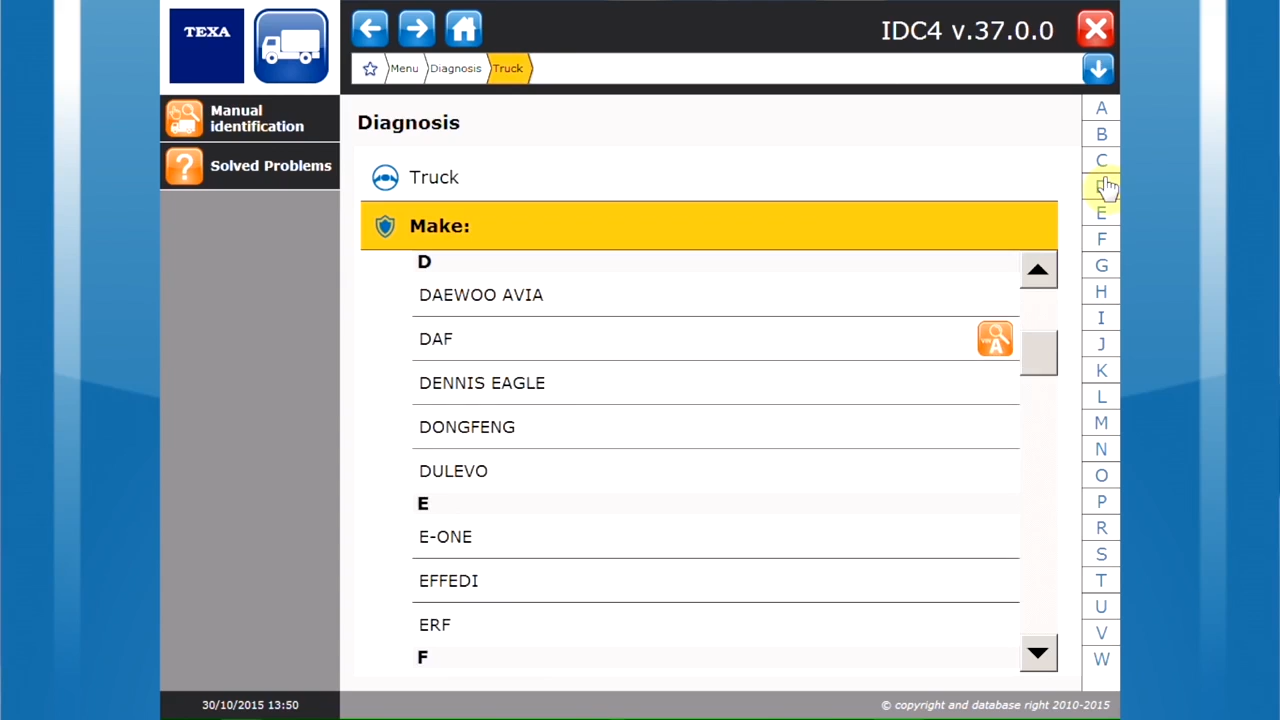 TEXA
IDC4 v.37.0.0
Menu
Diagnosis
Truck
Manual
identification
Solved Problems
Diagnosis
Truck
Make:
D
DAEWOO AVIA
DAF
A
DENNIS EAGLE
DONGFENG
DULEVO
E
E-ONE
EFFEDI
ERF
F
A
B
C
E
F
G
H
I
J
K
L
M
N
O
P
R
S
T
U
V
W
30/10/2015 13:50
© copyright and database right 2010-2015